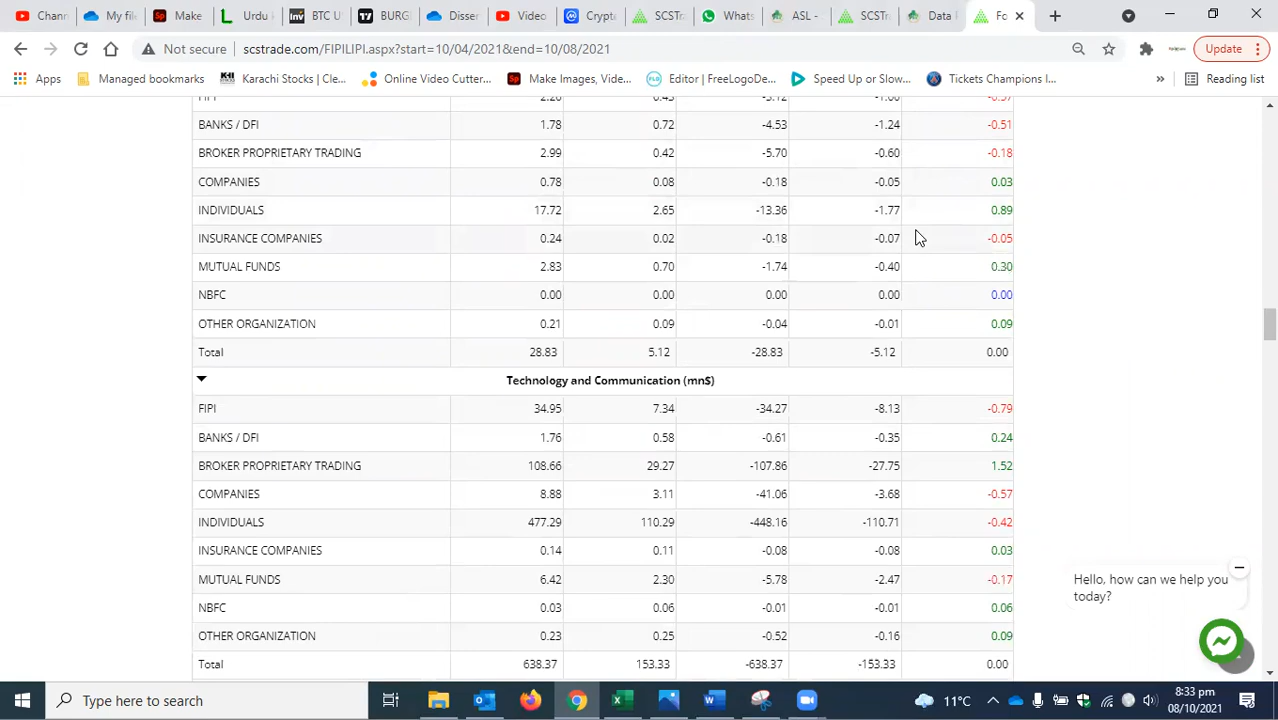 Chann
My file
Make
Urdu
BTC U
BURG
Disser
Video
Crypta
SCSTr
Whats
ASL -
SCSTr
Data
Fo
Not secure
scstrade.com/FIPILIPI.aspx?start=10/04/2021&end=10/08/2021
Update
Apps
Managed bookmarks
Karachi Stocks | Cle...
Online Video Cutter...
Make Images, Vide...
Editor | FreeLogoDe...
Speed Up or Slow...
Tickets Champions l...
»
Reading list
BANKS / DFI 1.78 0.72 -4.53 -1.24 -0.51
BROKER PROPRIETARY TRADING 2.99 0.42 -5.70 -0.60 -0.18
COMPANIES 0.78 0.08 -0.18 -0.05 0.03
INDIVIDUALS 17.72 2.65 -13.36 -1.77 0.89
INSURANCE COMPANIES 0.24 0.02 -0.18 -0.07 -0.05
MUTUAL FUNDS 2.83 0.70 -1.74 -0.40 0.30
NBFC 0.00 0.00 0.00 0.00 0.00
OTHER ORGANIZATION 0.21 0.09 -0.04 -0.01 0.09
Total 28.83 5.12 -28.83 -5.12 0.00
Technology and Communication (mn$)
FIPI 34.95 7.34 -34.27 -8.13 -0.79
BANKS / DFI 1.76 0.58 -0.61 -0.35 0.24
BROKER PROPRIETARY TRADING 108.66 29.27 -107.86 -27.75 1.52
COMPANIES 8.88 3.11 -41.06 -3.68 -0.57
INDIVIDUALS 477.29 110.29 -448.16 -110.71 -0.42
INSURANCE COMPANIES 0.14 0.11 -0.08 -0.08 0.03
MUTUAL FUNDS 6.42 2.30 -5.78 -2.47 -0.17
NBFC 0.03 0.06 -0.01 -0.01 0.06
OTHER ORGANIZATION 0.23 0.25 -0.52 -0.16 0.09
Total 638.37 153.33 -638.37 -153.33 0.00
Hello, how can we help you
today?
Type here to search
11°C
8:33 pm
08/10/2021